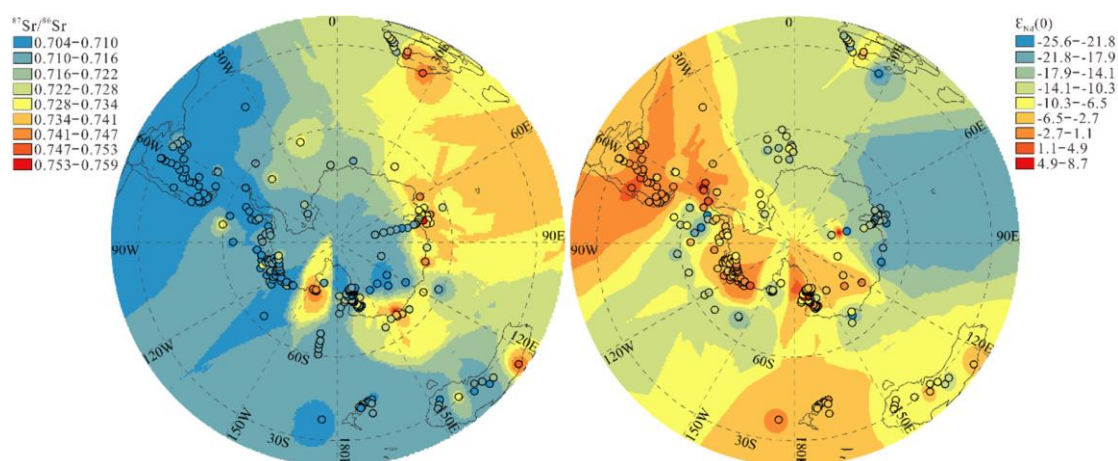 ⁸⁷Sr/⁸⁶Sr
0.704-0.710
0.710-0.716
0.716-0.722
0.722-0.728
0.728-0.734
0.734-0.741
0.741-0.747
0.747-0.753
0.753-0.759
0
30E
60E
90E
120E
150E
180E
150W
120W
90W
60W
30W
60S
30S
ε_Nd(0)
-25.6–-21.8
-21.8–-17.9
-17.9–-14.1
-14.1–-10.3
-10.3–-6.5
-6.5–-2.7
-2.7–1.1
1.1–4.9
4.9–8.7
0
30E
60E
90E
120E
150E
180E
150W
120W
90W
60W
30W
60S
30S